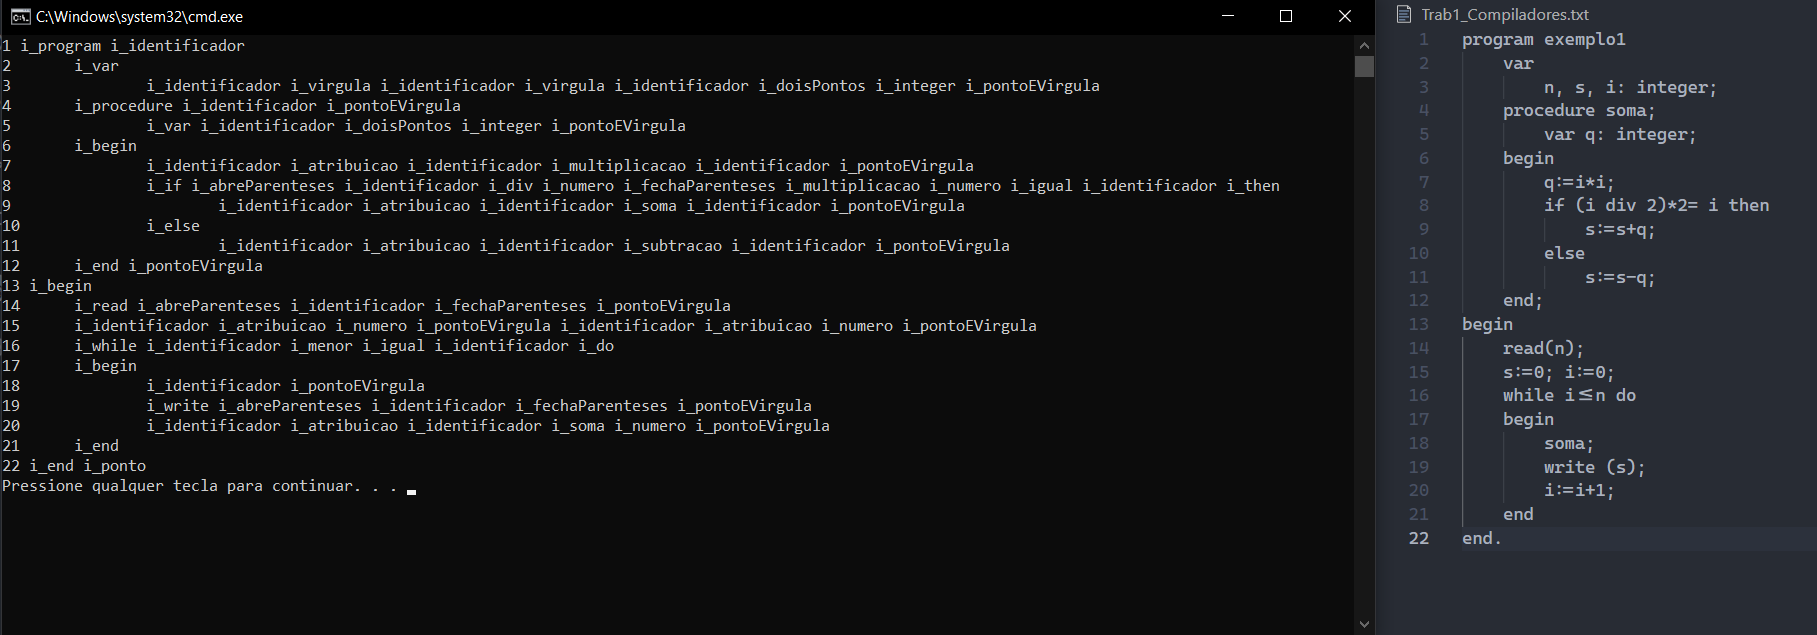 C:\Windows\system32\cmd.exe
1 i_program i_identificador
2 i_var
3 i_identificador i_virgula i_identificador i_virgula i_identificador i_doisPontos i_integer i_pontoEVirgula
4 i_procedure i_identificador i_pontoEVirgula
5 i_var i_identificador i_doisPontos i_integer i_pontoEVirgula
6 i_begin
7 i_identificador i_atribuicao i_identificador i_multiplicacao i_identificador i_pontoEVirgula
8 i_if i_abreParenteses i_identificador i_div i_numero i_fechaParenteses i_multiplicacao i_numero i_igual i_identificador i_then
9 i_identificador i_atribuicao i_identificador i_soma i_identificador i_pontoEVirgula
10 i_else
11 i_identificador i_atribuicao i_identificador i_subtracao i_identificador i_pontoEVirgula
12 i_end i_pontoEVirgula
13 i_begin
14 i_read i_abreParenteses i_identificador i_fechaParenteses i_pontoEVirgula
15 i_identificador i_atribuicao i_numero i_pontoEVirgula i_identificador i_atribuicao i_numero i_pontoEVirgula
16 i_while i_identificador i_menor i_igual i_identificador i_do
17 i_begin
18 i_identificador i_pontoEVirgula
19 i_write i_abreParenteses i_identificador i_fechaParenteses i_pontoEVirgula
20 i_identificador i_atribuicao i_identificador i_soma i_numero i_pontoEVirgula
21 i_end
22 i_end i_ponto
Pressione qualquer tecla para continuar. . .
Trab1_Compiladores.txt
1 program exemplo1
2 var
3 n, s, i: integer;
4 procedure soma;
5 var q: integer;
6 begin
7 q:=i*i;
8 if (i div 2)*2= i then
9 s:=s+q;
10 else
11 s:=s-q;
12 end;
13 begin
14 read(n);
15 s:=0; i:=0;
16 while i≤n do
17 begin
18 soma;
19 write (s);
20 i:=i+1;
21 end
22 end.